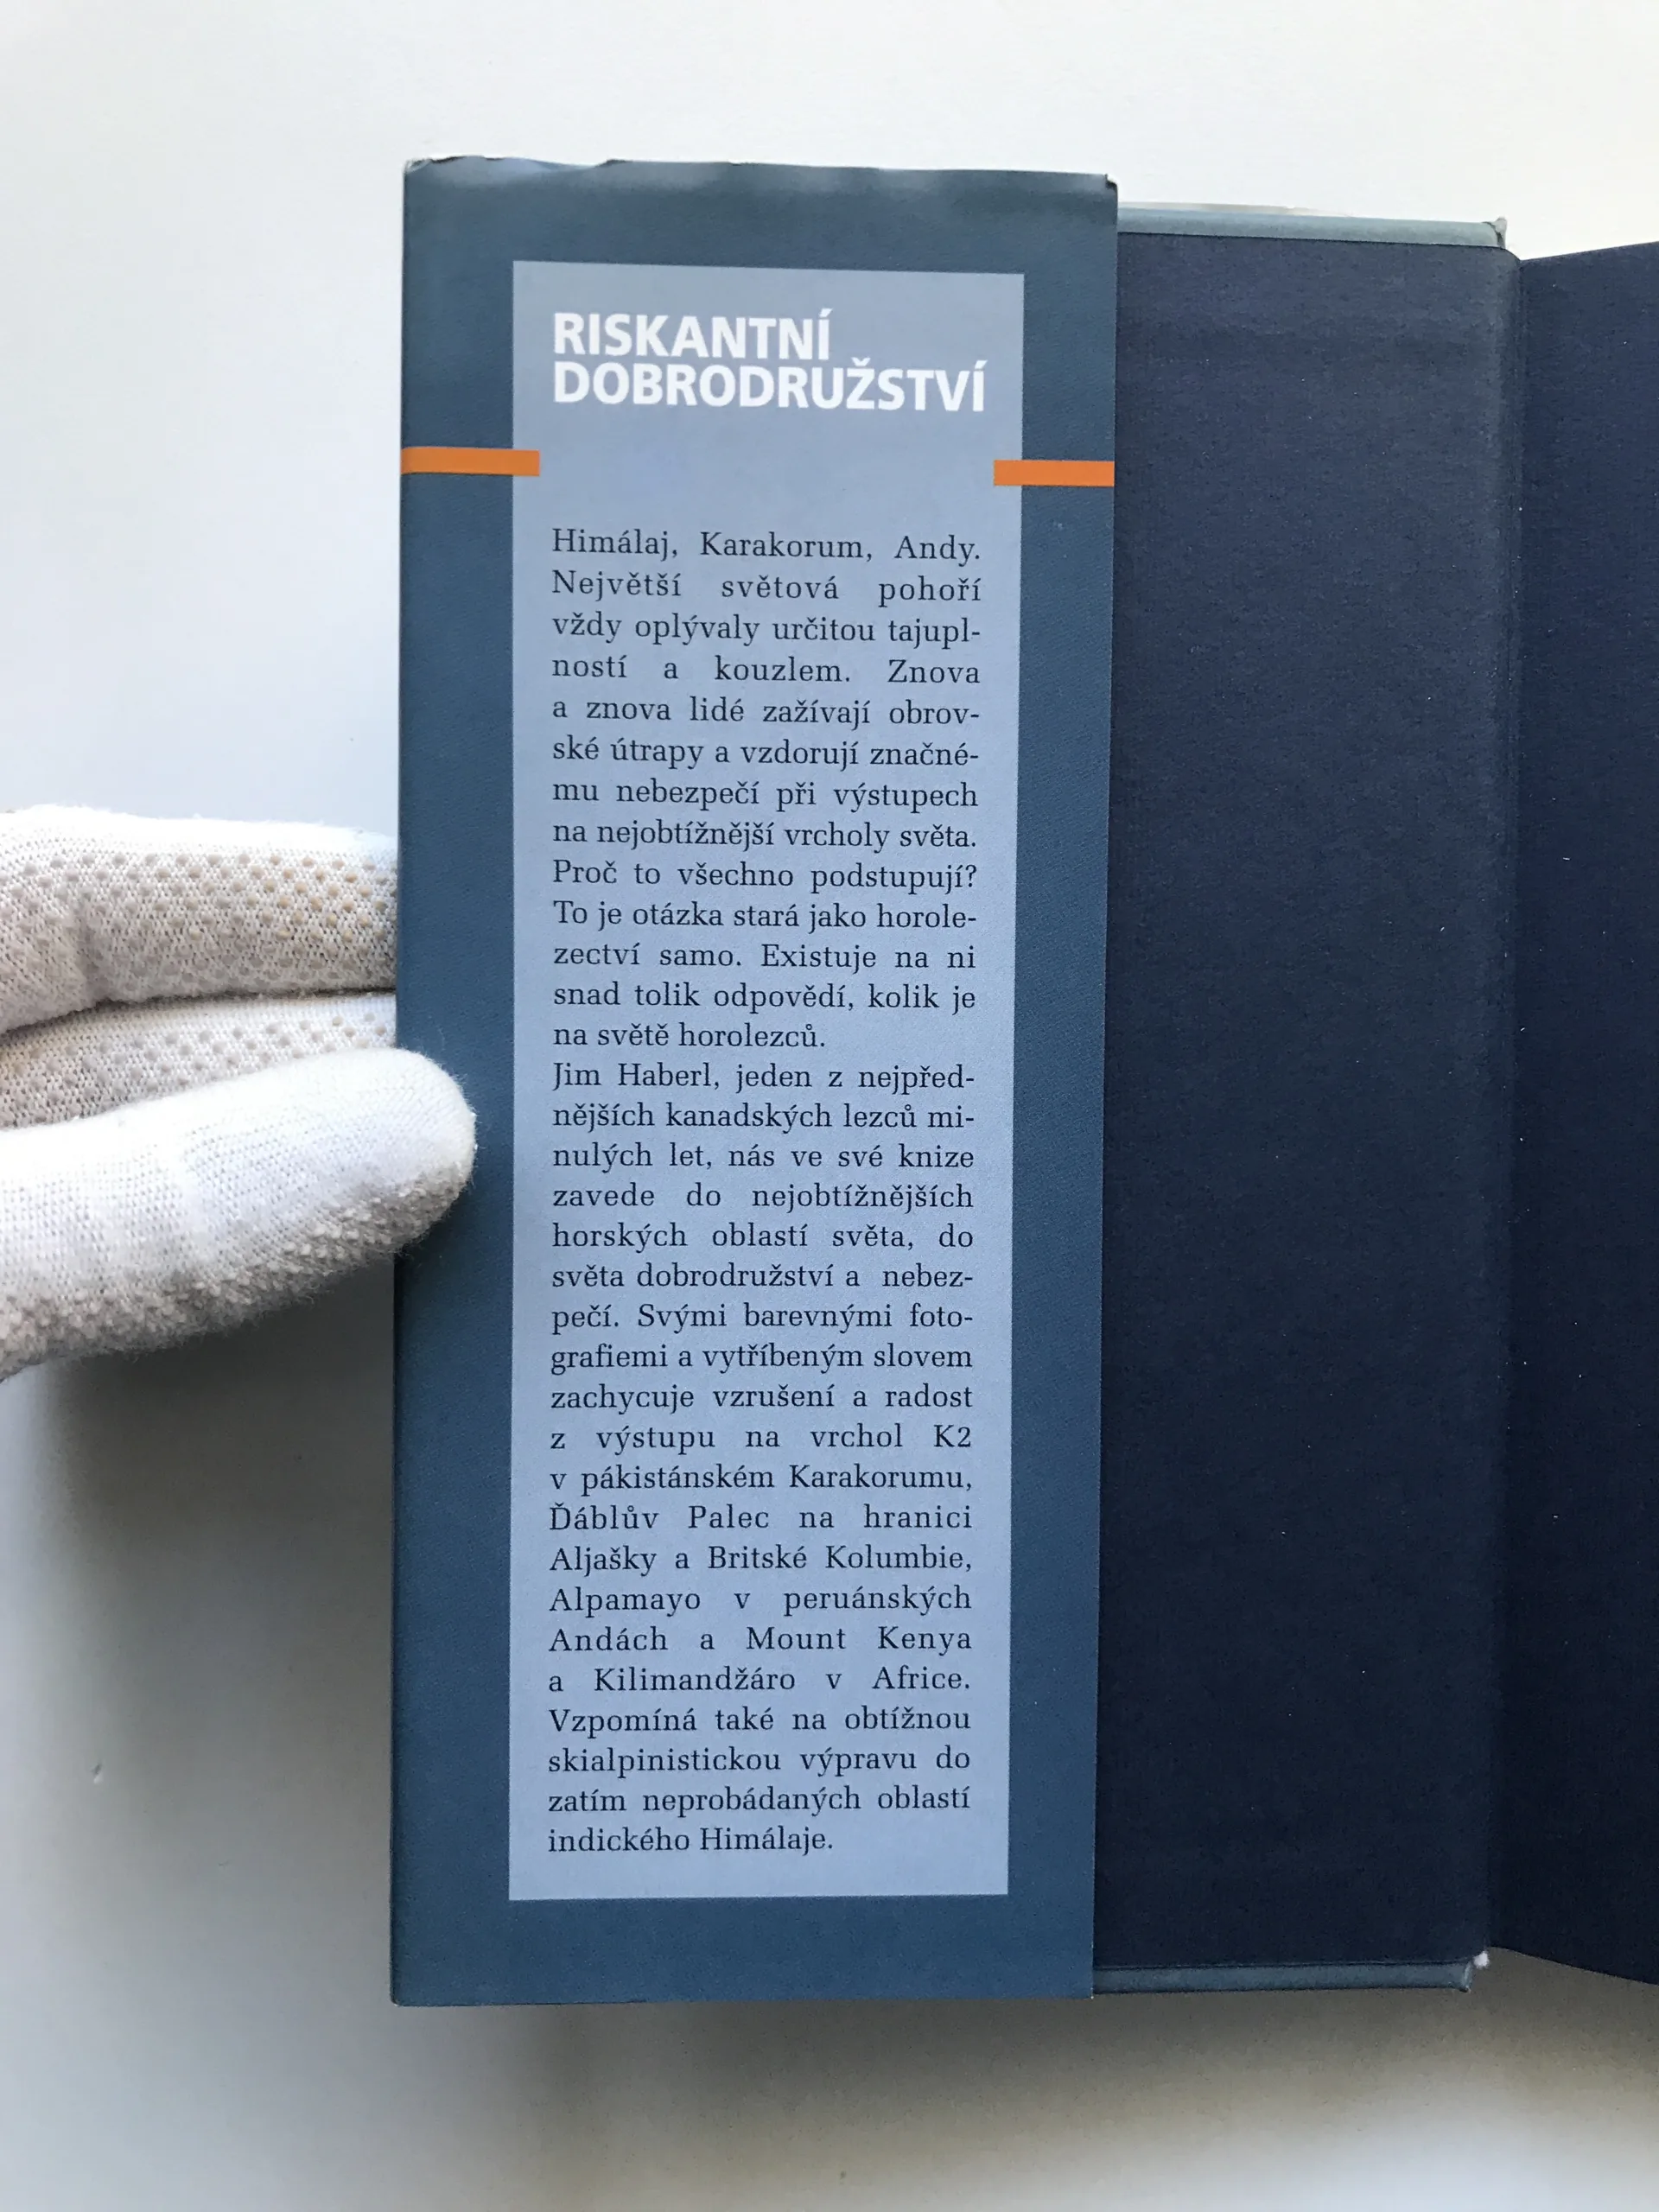 RISKANTNÍ
DOBRODRUŽSTVÍ
Himálaj, Karakorum, Andy.
Největší světová pohoří
vždy oplývaly určitou tajupl-
ností a kouzlem. Znova
a znova lidé zažívají obrov-
ské útrapy a vzdorují značné-
mu nebezpečí při výstupech
na nejobtížnější vrcholy světa.
Proč to všechno podstupují?
To je otázka stará jako horole-
zectví samo. Existuje na ni
snad tolik odpovědí, kolik je
na světě horolezců.
Jim Haberl, jeden z nejpřed-
nějších kanadských lezců mi-
nulých let, nás ve své knize
zavede do nejobtížnějších
horských oblastí světa, do
světa dobrodružství a nebez-
pečí. Svými barevnými foto-
grafiemi a vytříbeným slovem
zachycuje vzrušení a radost
z výstupu na vrchol K2
v pákistánském Karakorumu,
Ďáblův Palec na hranici
Aljašky a Britské Kolumbie,
Alpamayo v peruánských
Andách a Mount Kenya
a Kilimandžáro v Africe.
Vzpomíná také na obtížnou
skialpinistickou výpravu do
zatím neprobádaných oblastí
indického Himálaje.